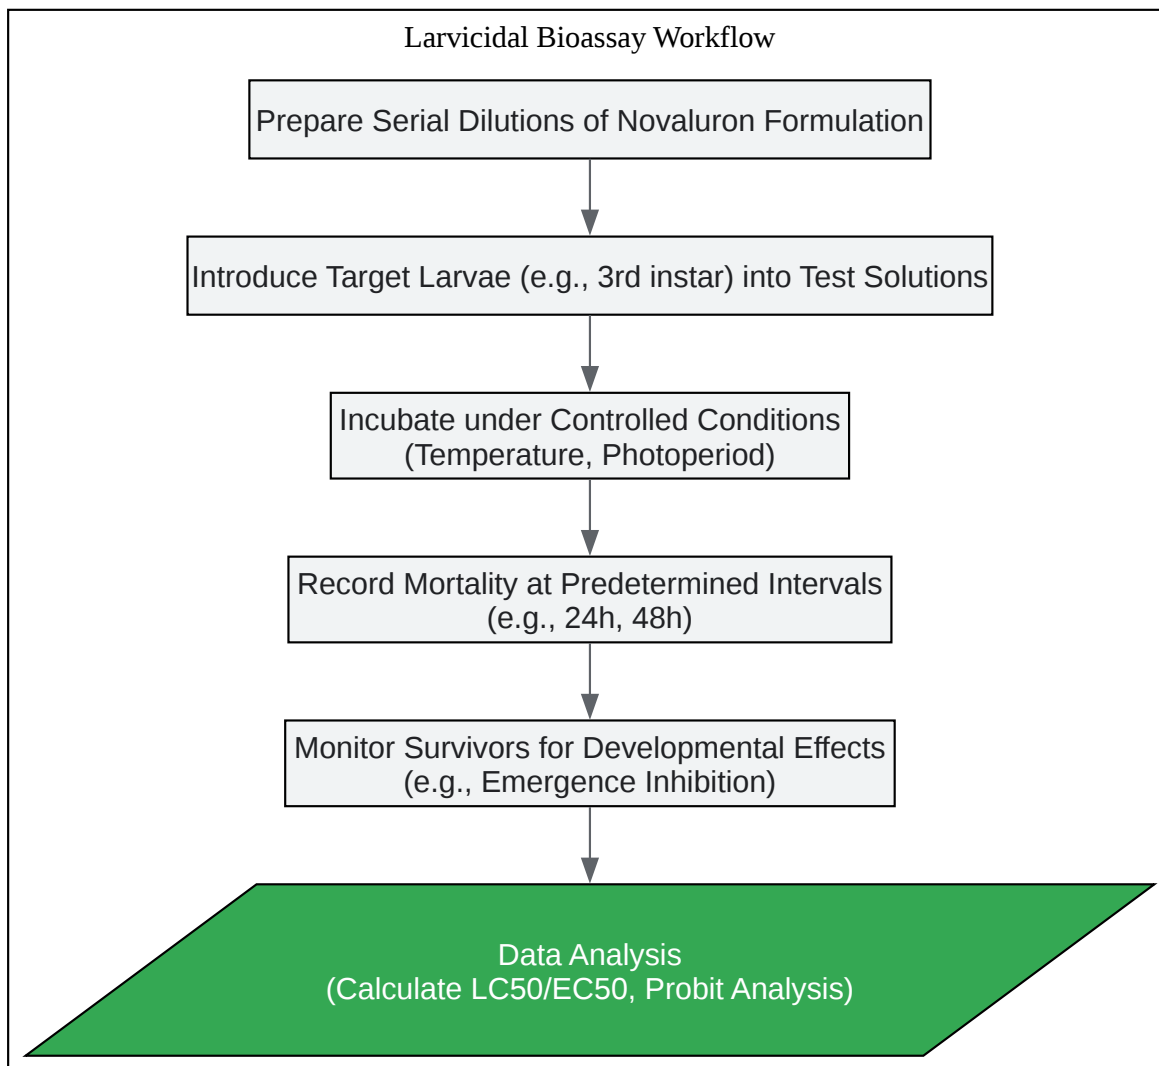 Larvicidal Bioassay Workflow
Prepare Serial Dilutions of Novaluron Formulation
Introduce Target Larvae (e.g., 3rd instar) into Test Solutions
Incubate under Controlled Conditions
(Temperature, Photoperiod)
Record Mortality at Predetermined Intervals
(e.g., 24h, 48h)
Monitor Survivors for Developmental Effects
(e.g., Emergence Inhibition)
Data Analysis
(Calculate LC50/EC50, Probit Analysis)